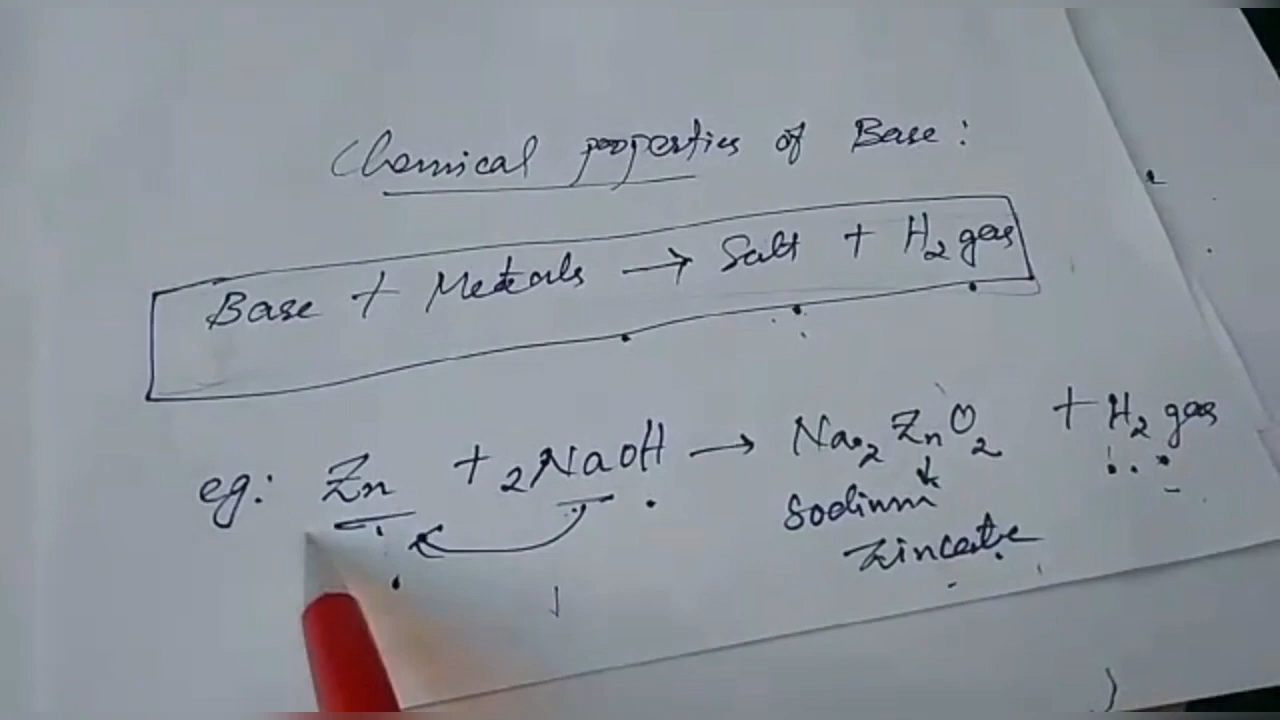 Chemical properties of Base:
Base + Metals → Salt + H₂ gas
eg: Zn + 2NaOH → Na₂ZnO₂ + H₂ gas
Sodium
Zincate